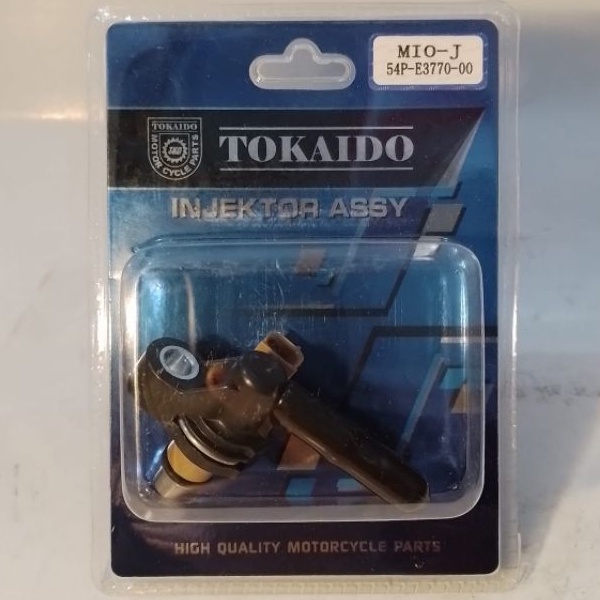 MIO-J
54P-E3770-00
TOKAIDO
MOTOR CYCLE PARTS
TOKAIDO
INJEKTOR ASSY
HIGH QUALITY MOTORCYCLE PARTS